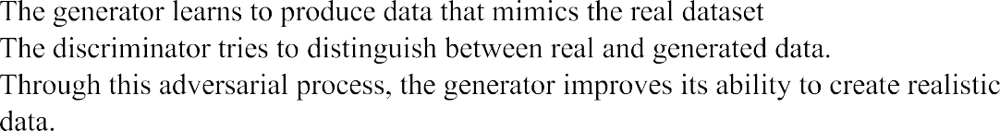 The generator learns to produce data that mimics the real dataset
The discriminator tries to distinguish between real and generated data.
Through this adversarial process, the generator improves its ability to create realistic
data.